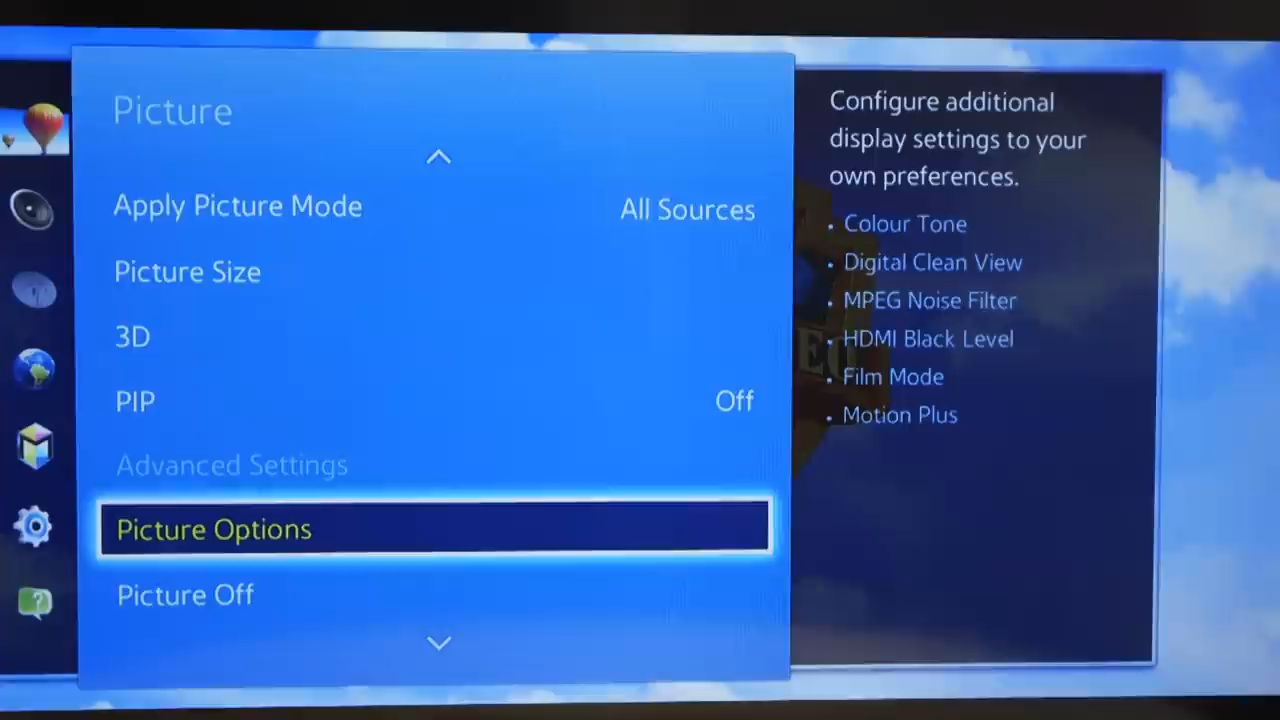 Picture
Apply Picture Mode All Sources
Picture Size
3D
PIP Off
Advanced Settings
Picture Options
Picture Off
Configure additional
display settings to your
own preferences.
• Colour Tone
• Digital Clean View
• MPEG Noise Filter
• HDMI Black Level
• Film Mode
• Motion Plus